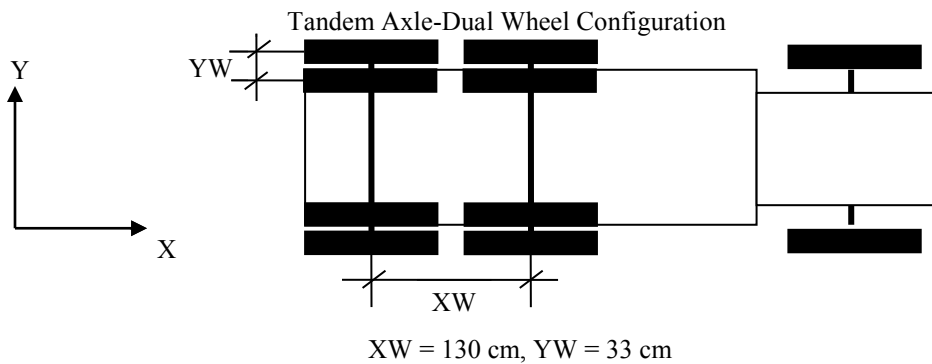 Tandem Axle-Dual Wheel Configuration
YW
Y
X
XW
XW = 130 cm, YW = 33 cm